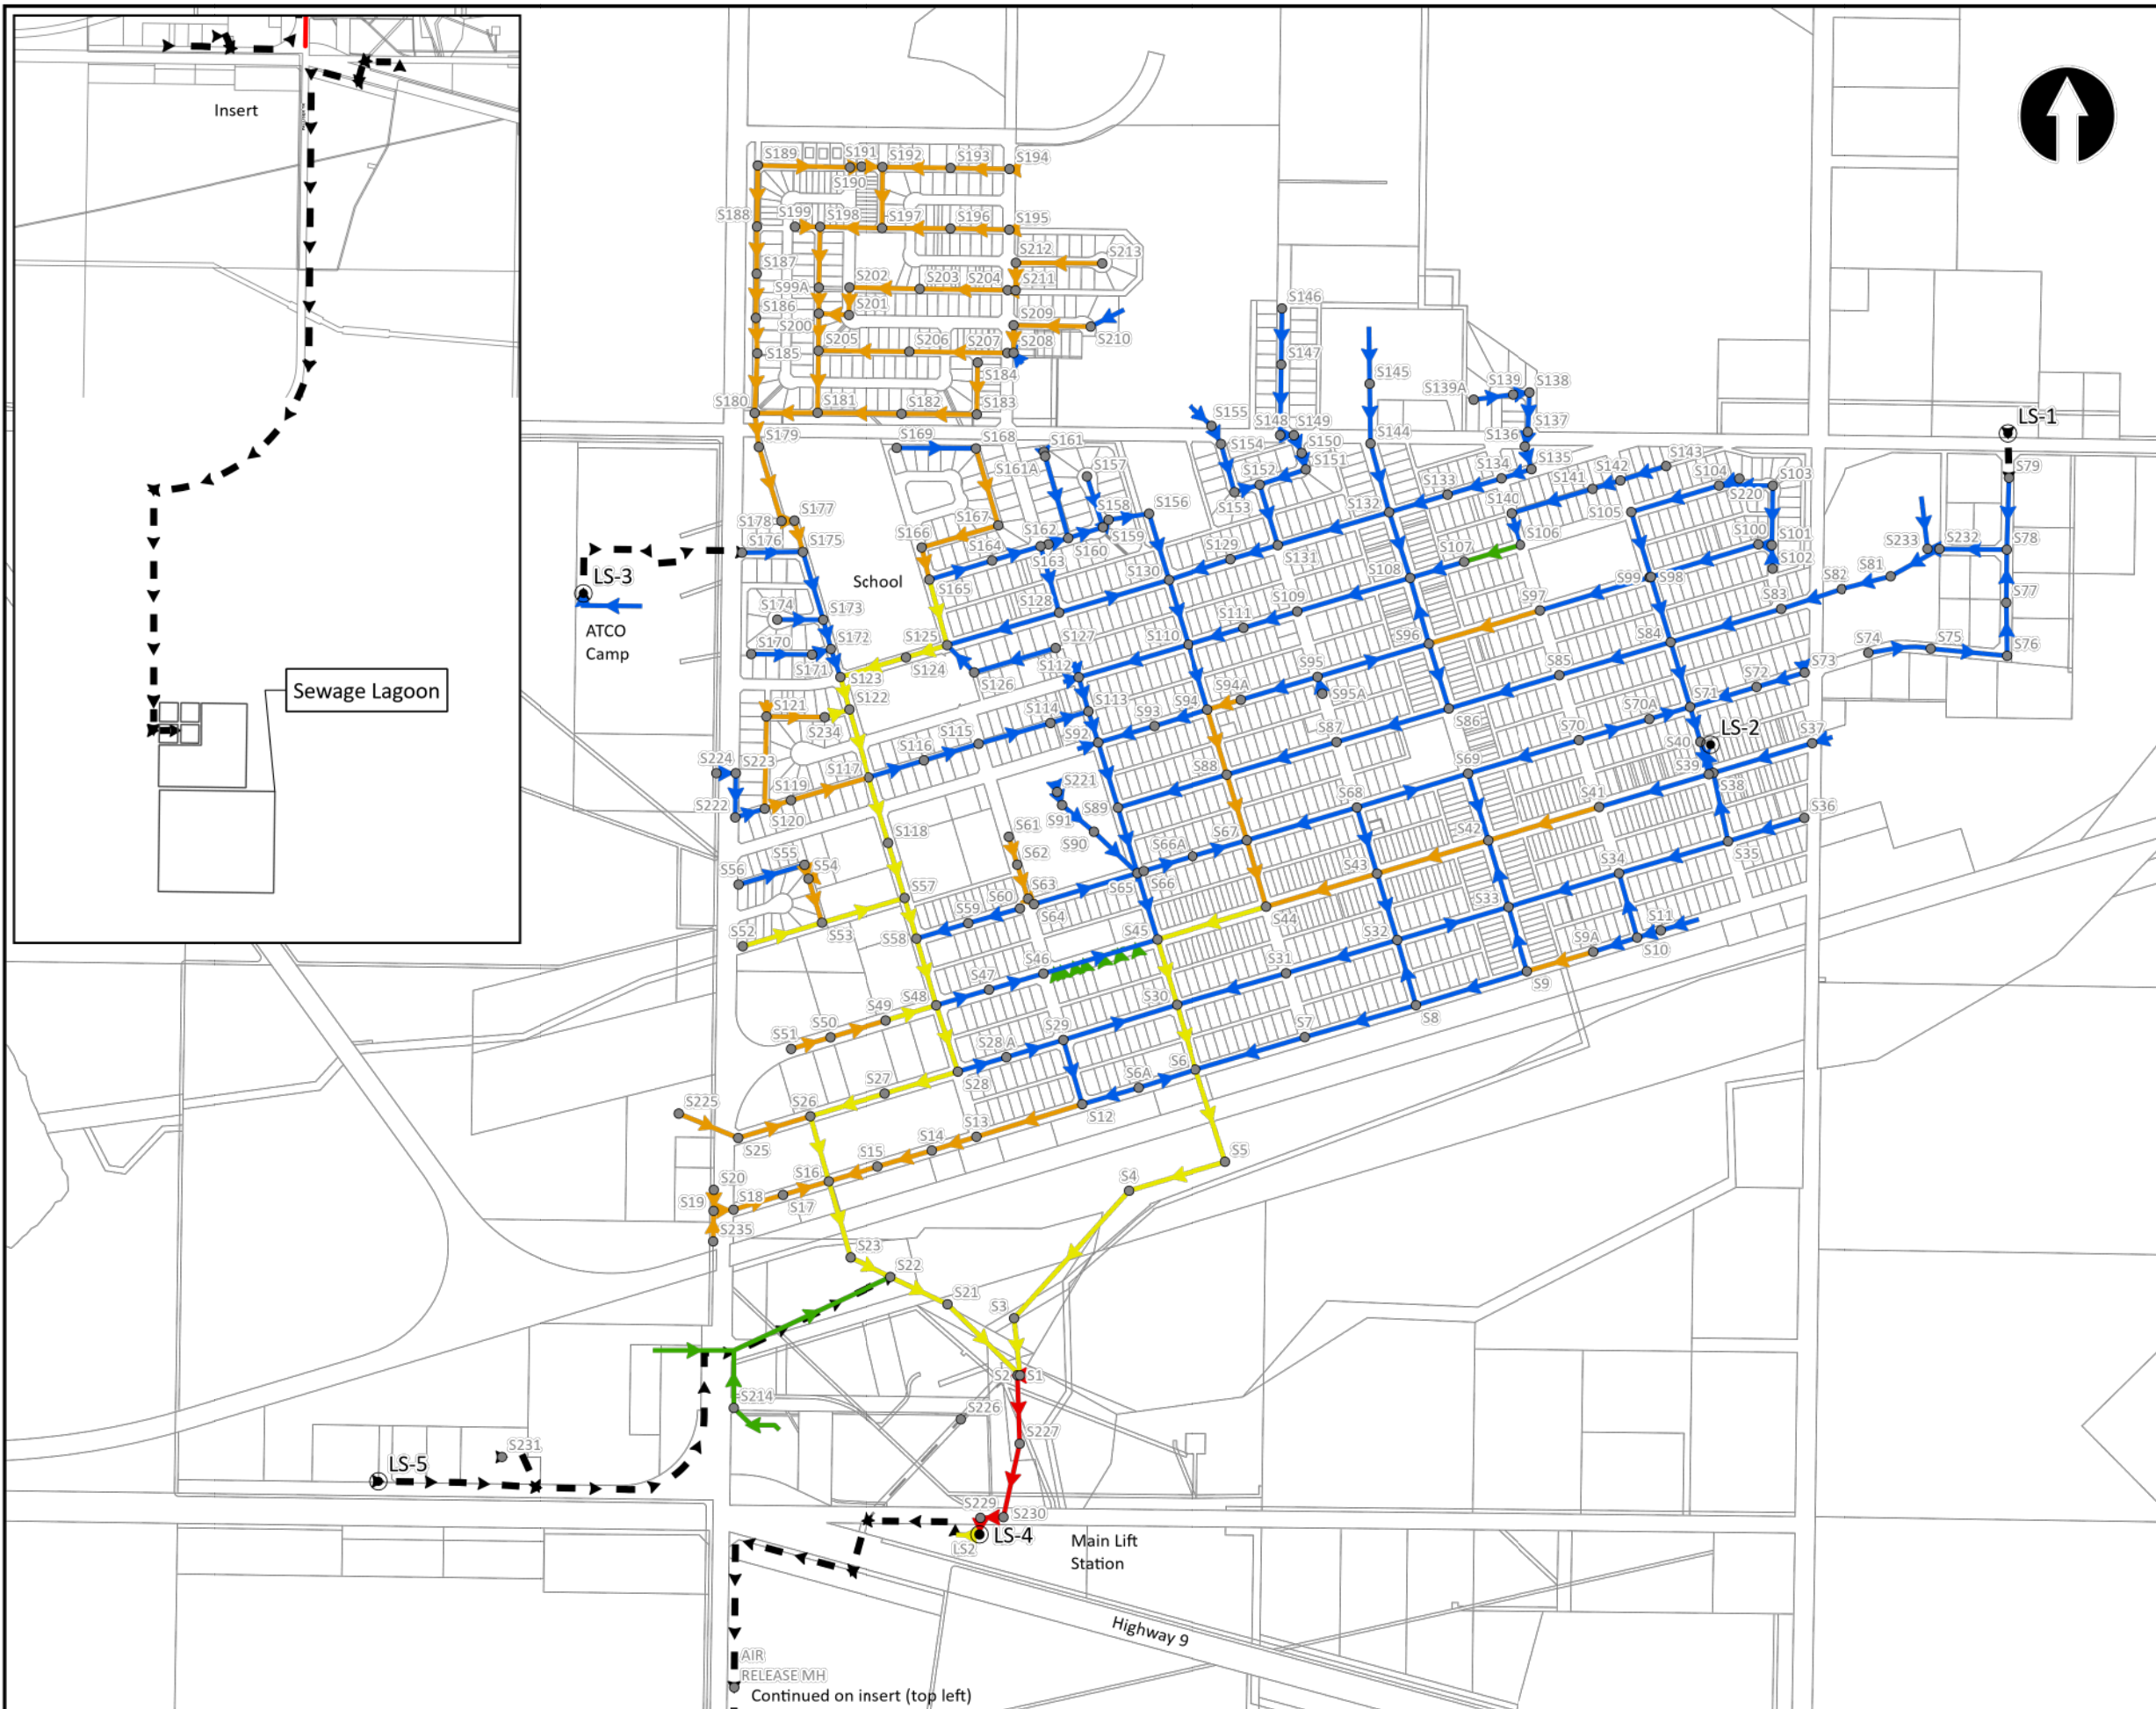 Insert
Sewage Lagoon
S189
S191
S192
S193
S194
S190
S188
S199
S198
S197
S196
S195
S212
S213
S187
S99A
S202
S203
S204
S211
S186
S201
S200
S209
S210
S205
S206
S207
S208
S185
S184
S180
S181
S182
S183
S146
S147
S145
S139A
S139
S138
S137
S136
S155
S154
S148
S149
S150
S151
S144
S135
S134
S179
S169
S168
S161
S161A
S157
S152
S153
S133
S132
S143
S142
S141
S140
S104
S103
S220
S105
LS-1
S79
S178
S177
S176
S175
S167
S166
S158
S156
S162
S159
S160
S164
S163
S165
S129
S131
S130
S106
S107
S108
S100
S101
S102
S233
S232
S78
LS-3
School
ATCO
Camp
S174
S173
S170
S171
S172
S128
S125
S127
S124
S126
S123
S122
S112
S110
S111
S109
S99
S98
S97
S96
S84
S83
S82
S81
S77
S76
S74
S75
S73
S72
S71
S121
S234
S113
S114
S115
S116
S117
S94A
S94
S93
S92
S95
S95A
S85
S86
S87
S88
S70
S70A
LS-2
S40
S39
S38
S37
S36
S224
S223
S222
S119
S120
S118
S221
S91
S90
S89
S69
S68
S67
S66A
S66
S65
S41
S42
S43
S44
S61
S62
S63
S64
S60
S59
S58
S57
S56
S55
S54
S53
S52
S35
S34
S33
S32
S31
S30
S45
S46
S47
S48
S49
S50
S51
S11
S10
S9A
S9
S8
S7
S6
S6A
S29
S28 A
S28
S27
S26
S25
S225
S12
S13
S14
S15
S16
S17
S18
S19
S20
S235
S5
S4
S3
S23
S22
S21
S2
S1
S214
S226
S227
S231
LS-5
S229
S230
LS-4
LS2
Main Lift
Station
Highway 9
AIR
RELEASE MH
Continued on insert (top left)